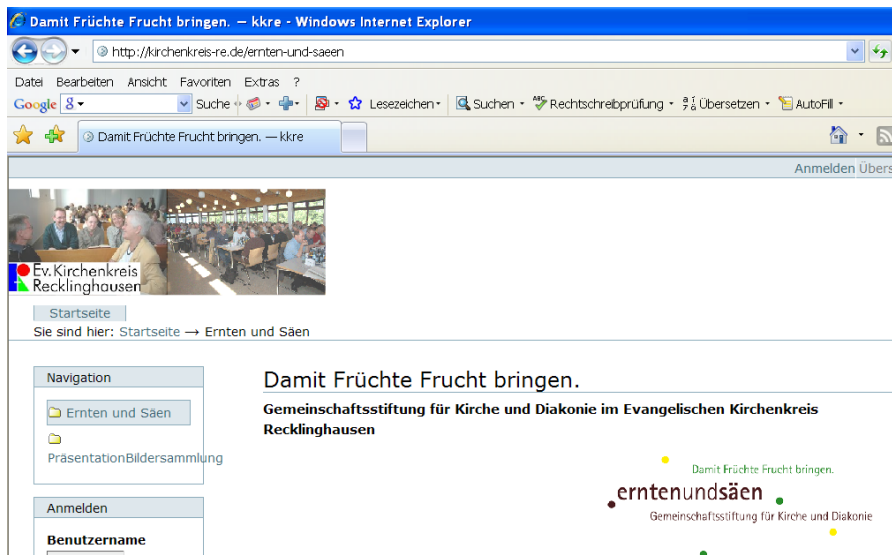 Damit Früchte Frucht bringen. — kkre - Windows Internet Explorer
http://kirchenkreis-re.de/ernten-und-saeen
Datei Bearbeiten Ansicht Favoriten Extras ?
Google Suche Lesezeichen Suchen Rechtschreibprüfung Übersetzen AutoFill
Damit Früchte Frucht bringen. — kkre
Anmelden Übers
Ev. Kirchenkreis
Recklinghausen
Startseite
Sie sind hier: Startseite → Ernten und Säen
Navigation
Ernten und Säen
PräsentationBildersammlung
Anmelden
Benutzername
Damit Früchte Frucht bringen.
Gemeinschaftsstiftung für Kirche und Diakonie im Evangelischen Kirchenkreis
Recklinghausen
Damit Früchte Frucht bringen.
erntenundsäen
Gemeinschaftsstiftung für Kirche und Diakonie